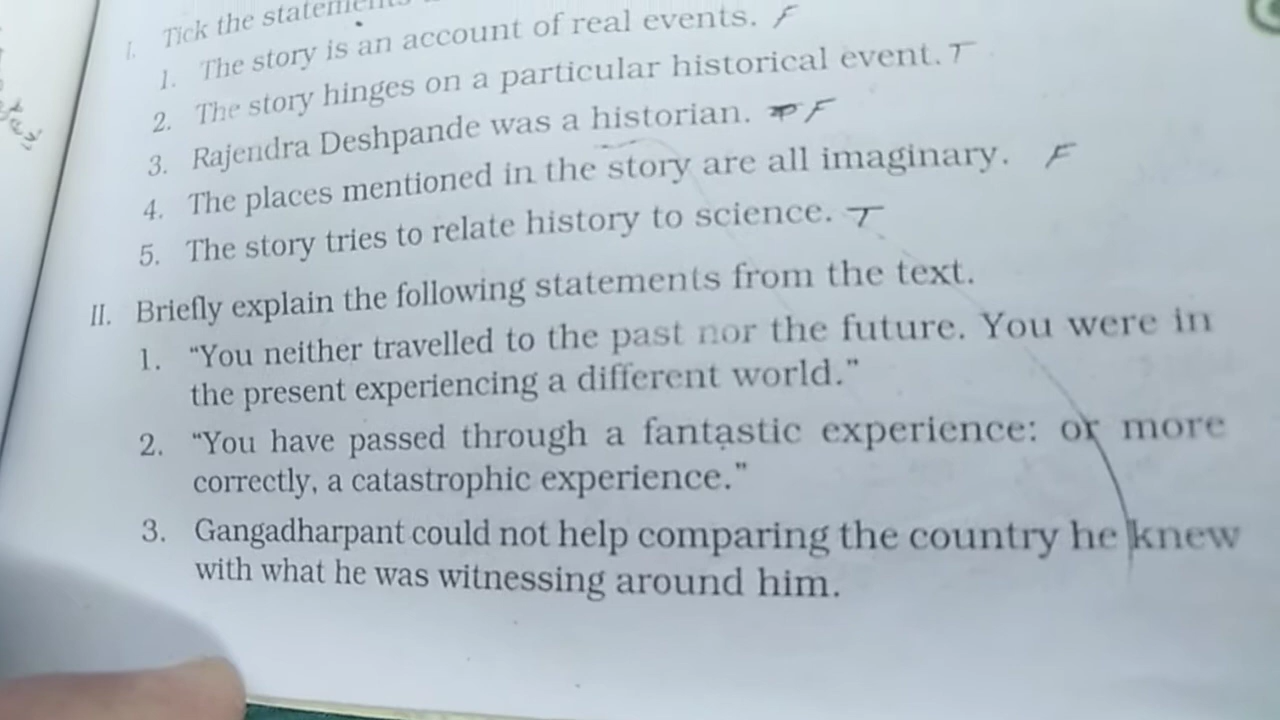 I. Tick the statements
1. The story is an account of real events. F
2. The story hinges on a particular historical event. T
3. Rajendra Deshpande was a historian. F
4. The places mentioned in the story are all imaginary. F
5. The story tries to relate history to science. T
II. Briefly explain the following statements from the text.
1. “You neither travelled to the past nor the future. You were in
the present experiencing a different world.”
2. “You have passed through a fantastic experience: or more
correctly, a catastrophic experience.”
3. Gangadharpant could not help comparing the country he knew
with what he was witnessing around him.